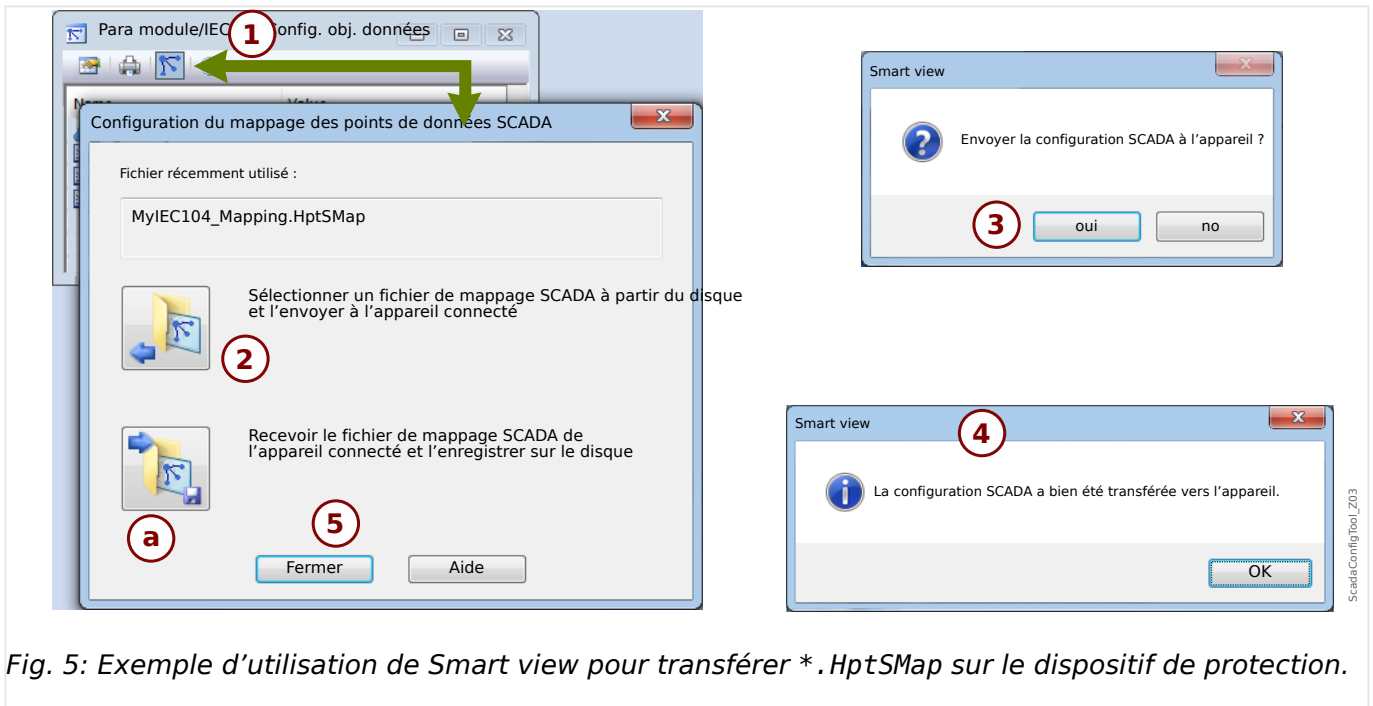 Para module/IEC
onfig. obj. données
1
Name
Value
Configuration du mappage des points de données SCADA
Fichier récemment utilisé :
MyIEC104_Mapping.HptSMap
Sélectionner un fichier de mappage SCADA à partir du disque
et l’envoyer à l’appareil connecté
2
Recevoir le fichier de mappage SCADA de
l’appareil connecté et l’enregistrer sur le disque
a
5
Fermer
Aide
Smart view
Envoyer la configuration SCADA à l’appareil ?
3
oui
no
Smart view
4
La configuration SCADA a bien été transférée vers l’appareil.
OK
ScadaConfigTool_Z03
Fig. 5: Exemple d’utilisation de Smart view pour transférer *.HptSMap sur le dispositif de protection.